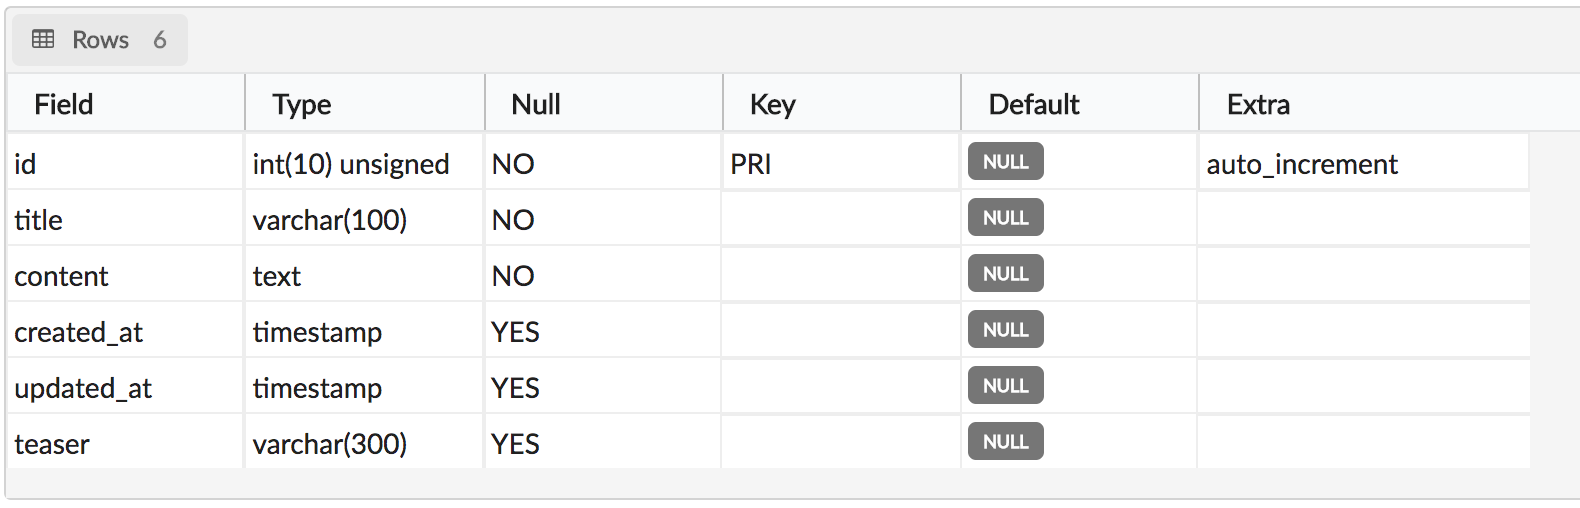 Rows 6
Field Type Null Key Default Extra
id int(10) unsigned NO PRI NULL auto_increment
title varchar(100) NO NULL
content text NO NULL
created_at timestamp YES NULL
updated_at timestamp YES NULL
teaser varchar(300) YES NULL